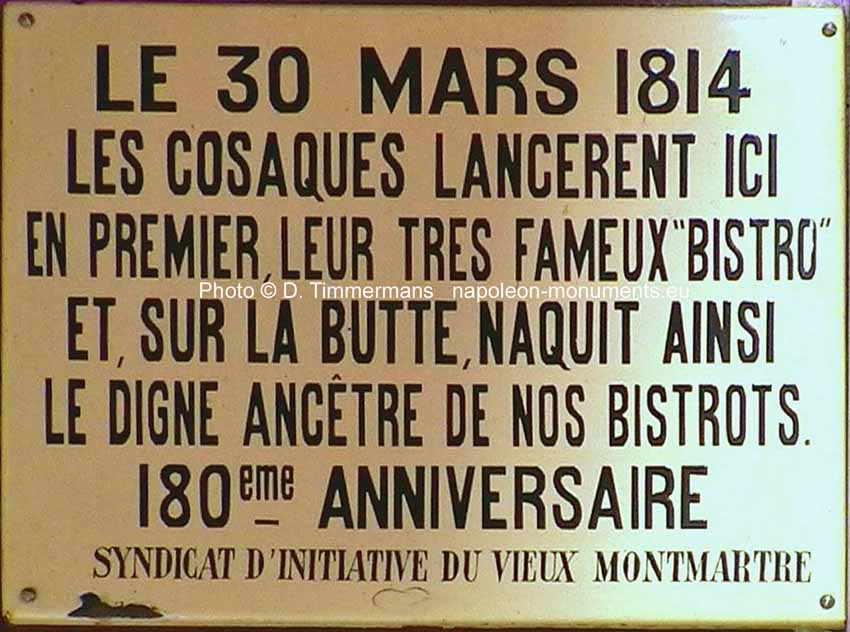 LE 30 MARS 1814
LES COSAQUES LANCERENT ICI
EN PREMIER, LEUR TRES FAMEUX "BISTRO"
Photo © D. Timmermans napoleon-monuments.eu
ET, SUR LA BUTTE, NAQUIT AINSI
LE DIGNE ANCÊTRE DE NOS BISTROTS.
180eme ANNIVERSAIRE
SYNDICAT D'INITIATIVE DU VIEUX MONTMARTRE